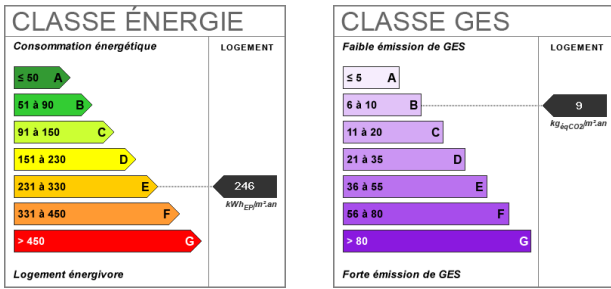 CLASSE ÉNERGIE
Consommation énergétique
LOGEMENT
≤ 50 A
51 à 90 B
91 à 150 C
151 à 230 D
231 à 330 E
246
kWhEP/m².an
331 à 450 F
> 450 G
Logement énergivore
CLASSE GES
Faible émission de GES
LOGEMENT
≤ 5 A
6 à 10 B
9
kgéqCO2/m².an
11 à 20 C
21 à 35 D
36 à 55 E
56 à 80 F
> 80 G
Forte émission de GES